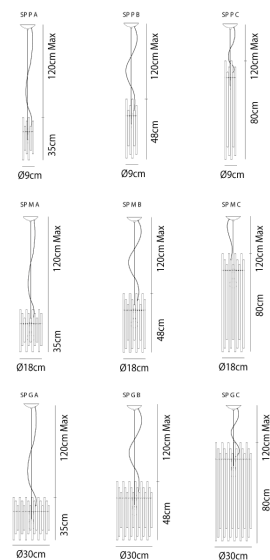 SP P A
120cm Max
35cm
Ø9cm
SP P B
120cm Max
48cm
Ø9cm
SP P C
120cm Max
80cm
Ø9cm
SP M A
120cm Max
35cm
Ø18cm
SP M B
120cm Max
48cm
Ø18cm
SP M C
120cm Max
80cm
Ø18cm
SP G A
120cm Max
35cm
Ø30cm
SP G B
120cm Max
48cm
Ø30cm
SP G C
120cm Max
80cm
Ø30cm